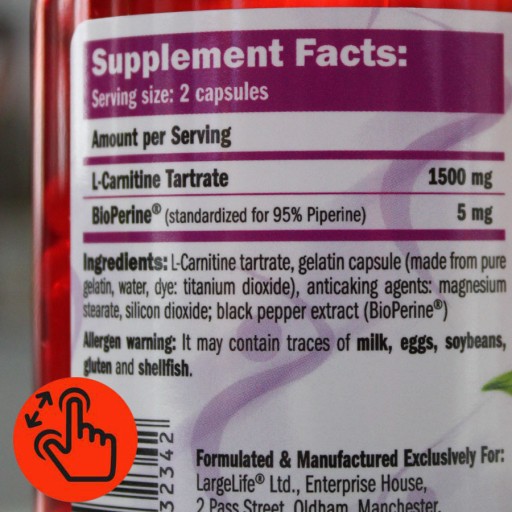 Supplement Facts:
Serving size: 2 capsules
Amount per Serving
L-Carnitine Tartrate 1500 mg
BioPerine® (standardized for 95% Piperine) 5 mg
Ingredients: L-Carnitine tartrate, gelatin capsule (made from pure
gelatin, water, dye: titanium dioxide), anticaking agents: magnesium
stearate, silicon dioxide; black pepper extract (BioPerine®)
Allergen warning: It may contain traces of milk, eggs, soybeans,
gluten and shellfish.
32342
Formulated & Manufactured Exclusively For:
LargeLife® Ltd., Enterprise House,
2 Pass Street, Oldham, Manchester,